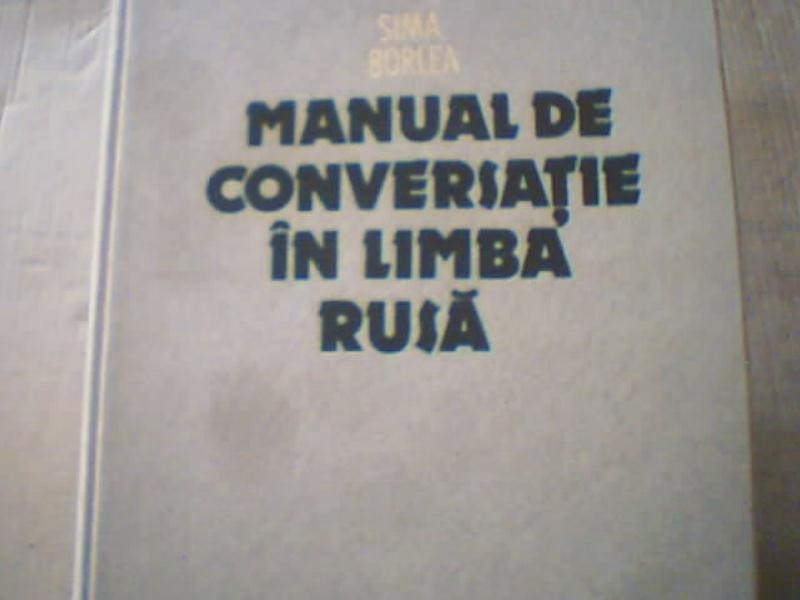 SIMA
BORLEA
MANUAL DE
CONVERSAȚIE
ÎN LIMBA
RUSĂ